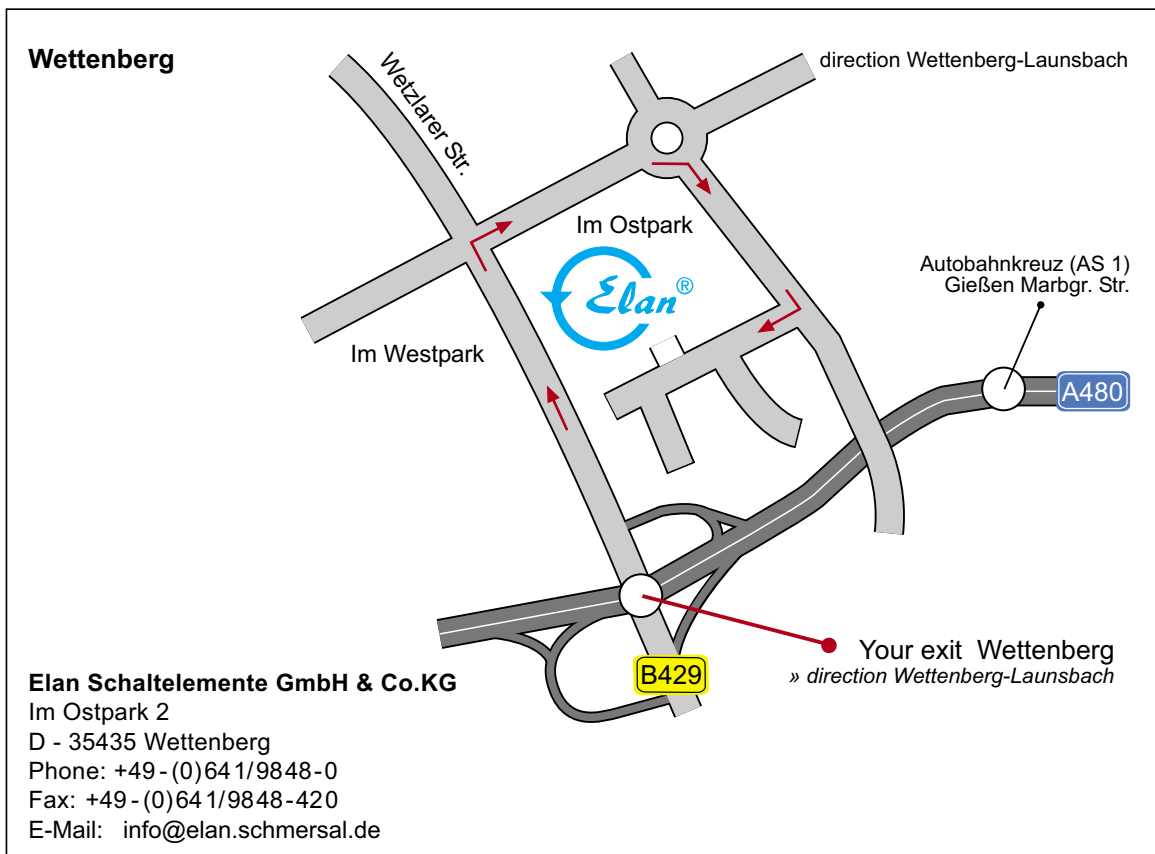 Wettenberg
Wetzlarer Str.
direction Wettenberg-Launsbach
Im Ostpark
Elan®
Autobahnkreuz (AS 1)
Gießen Marbgr. Str.
Im Westpark
A480
Your exit Wettenberg
» direction Wettenberg-Launsbach
B429
Elan Schaltelemente GmbH & Co.KG
Im Ostpark 2
D - 35435 Wettenberg
Phone: +49-(0)641/9848-0
Fax: +49-(0)641/9848-420
E-Mail: info@elan.schmersal.de